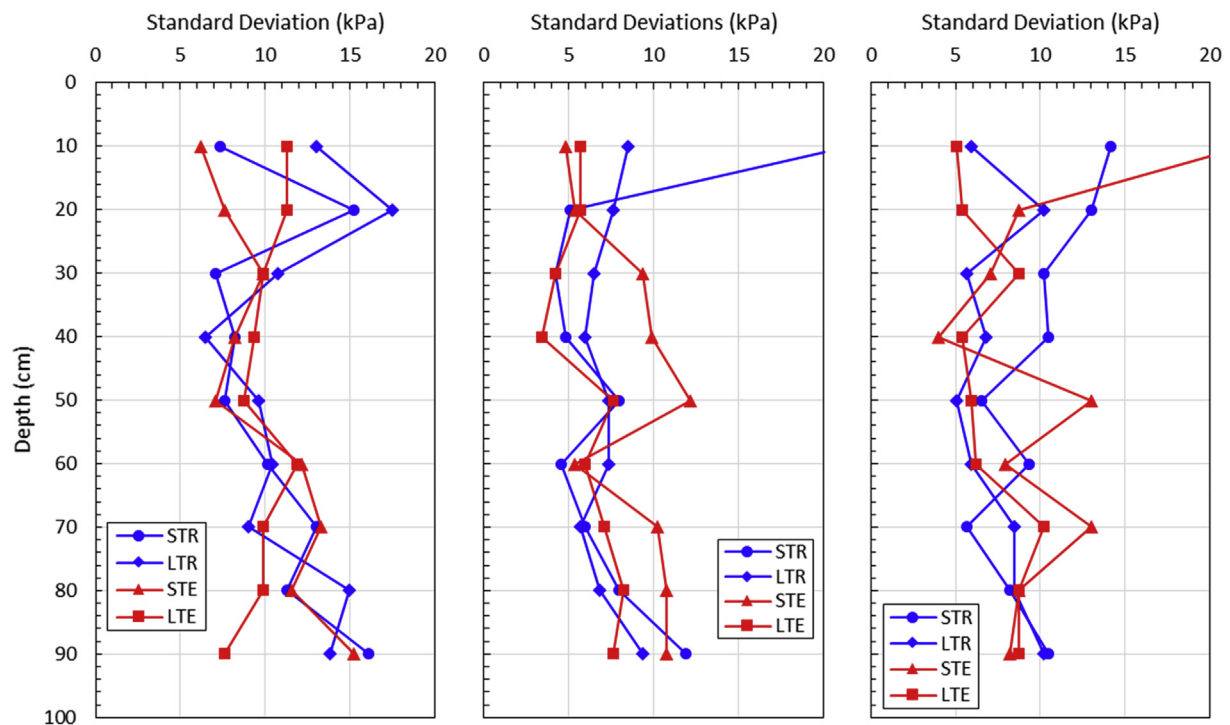 Standard Deviation (kPa)
0 5 10 15 20
Standard Deviations (kPa)
0 5 10 15 20
Standard Deviation (kPa)
0 5 10 15 20
Depth (cm)
0
10
20
30
40
50
60
70
80
90
100
STR
LTR
STE
LTE
STR
LTR
STE
LTE
STR
LTR
STE
LTE